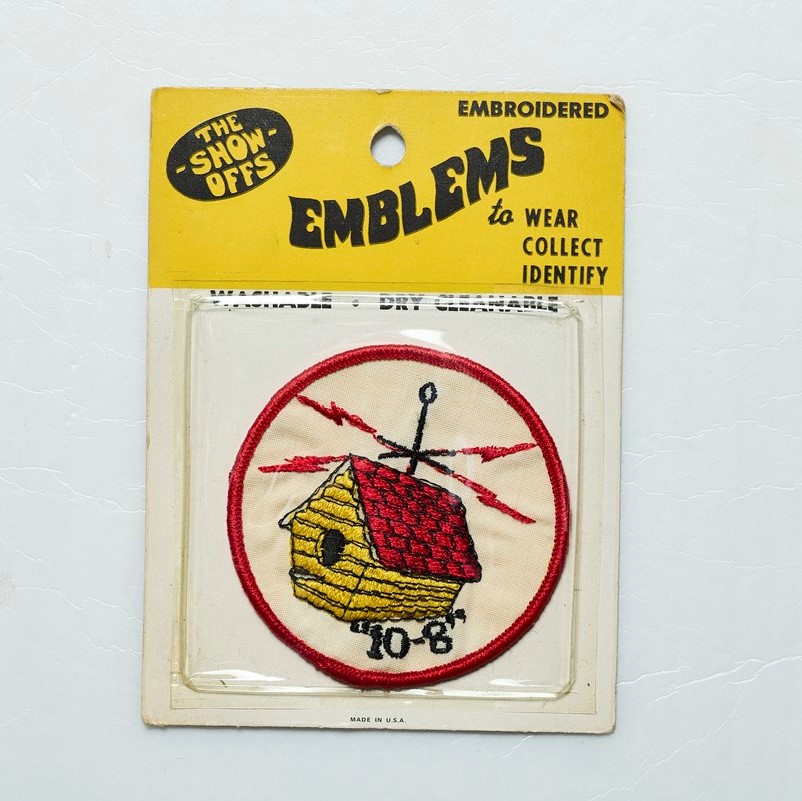 THE
-SHOW-
OFFS
EMBROIDERED
EMBLEMS
to WEAR
COLLECT
IDENTIFY
WASHABLE • DRY CLEANABLE
"10-8"
MADE IN U.S.A.